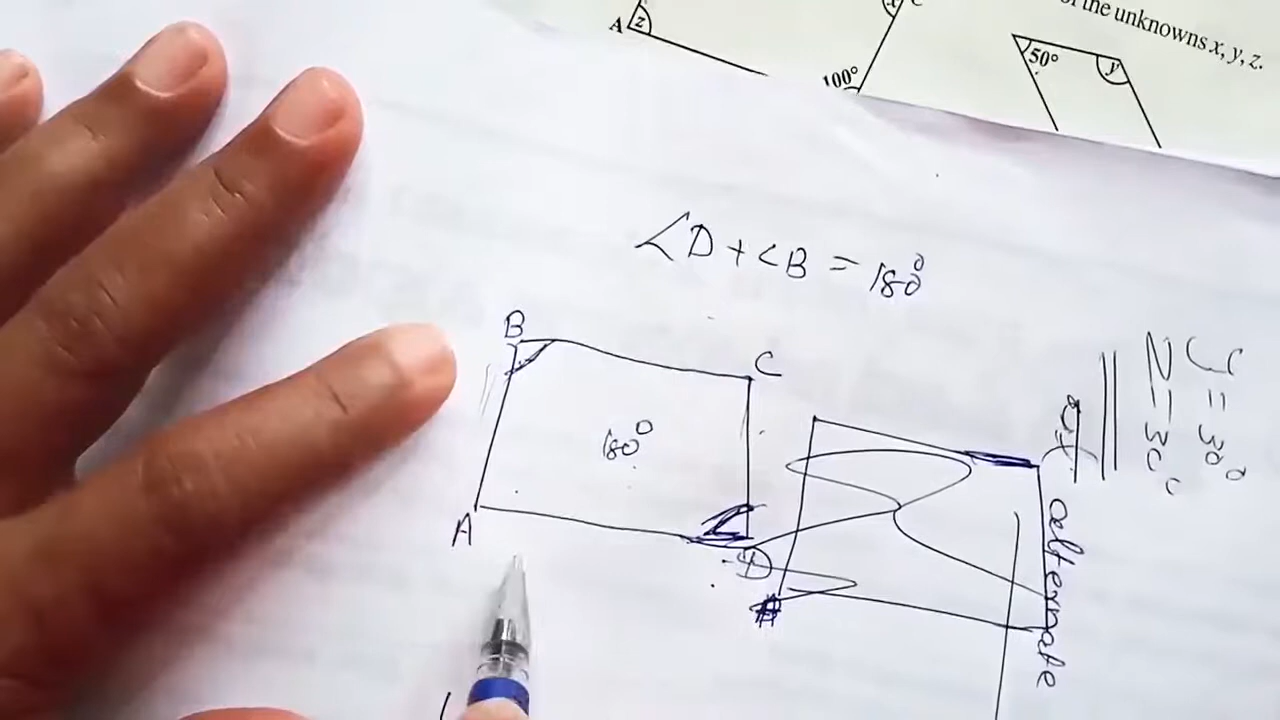 of the unknowns x, y, z.
A z
x C
100°
50° y
∠D + ∠B = 180°
B
C
180°
A
D
y = 30°
z = 30°
alternate